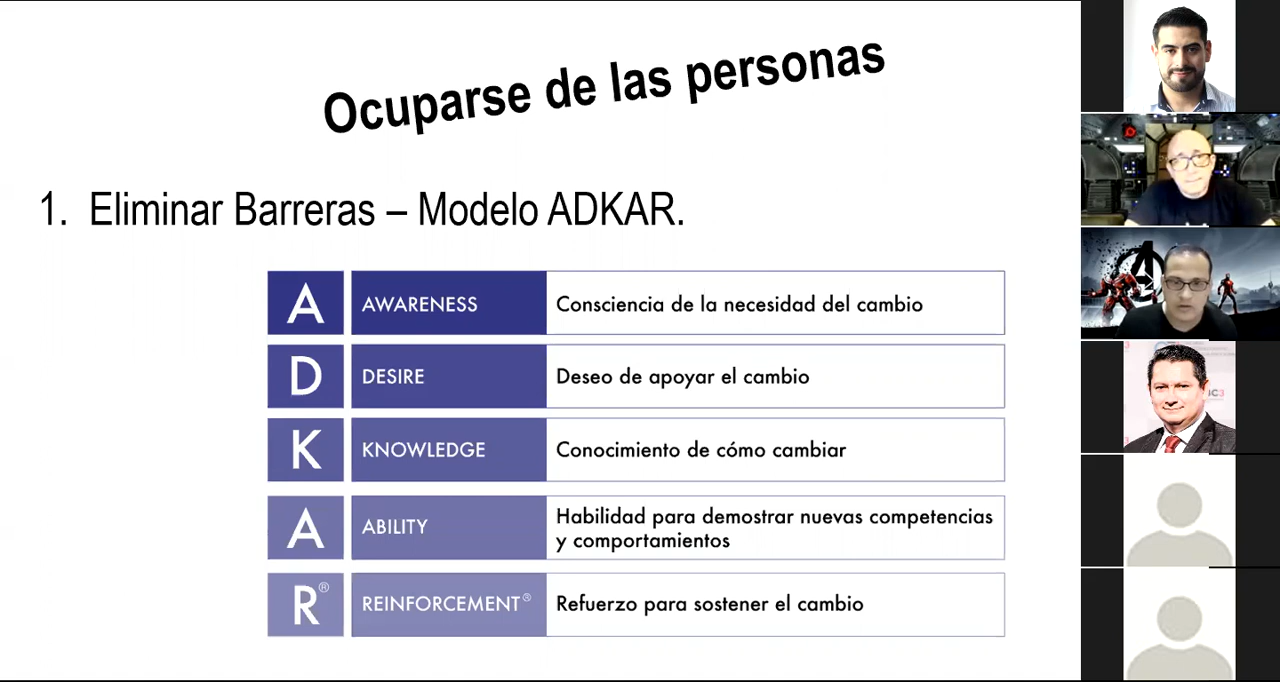 Ocuparse de las personas
1. Eliminar Barreras – Modelo ADKAR.
A AWARENESS Consciencia de la necesidad del cambio
D DESIRE Deseo de apoyar el cambio
K KNOWLEDGE Conocimiento de cómo cambiar
A ABILITY Habilidad para demostrar nuevas competencias
y comportamientos
R® REINFORCEMENT® Refuerzo para sostener el cambio